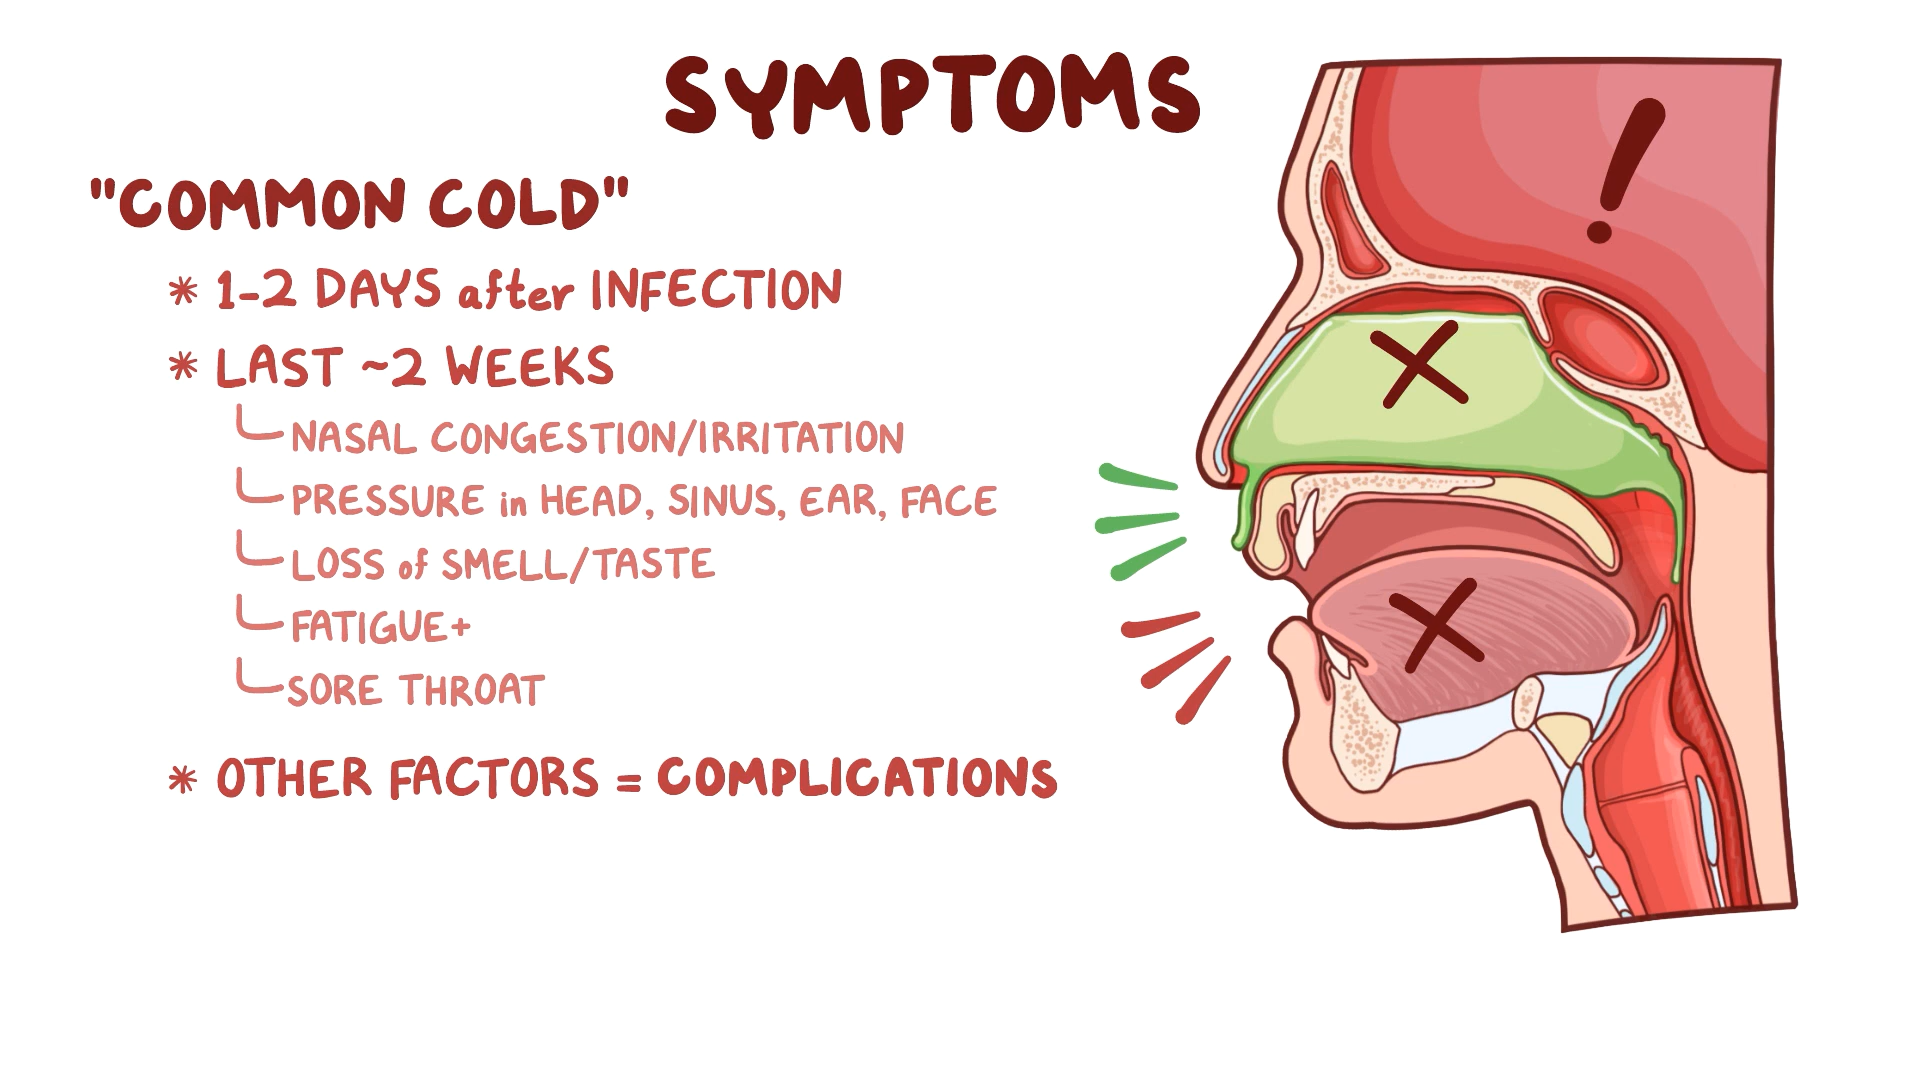 SYMPTOMS
"COMMON COLD"
* 1-2 DAYS after INFECTION
* LAST ~2 WEEKS
NASAL CONGESTION/IRRITATION
PRESSURE in HEAD, SINUS, EAR, FACE
LOSS of SMELL/TASTE
FATIGUE+
SORE THROAT
* OTHER FACTORS = COMPLICATIONS
!